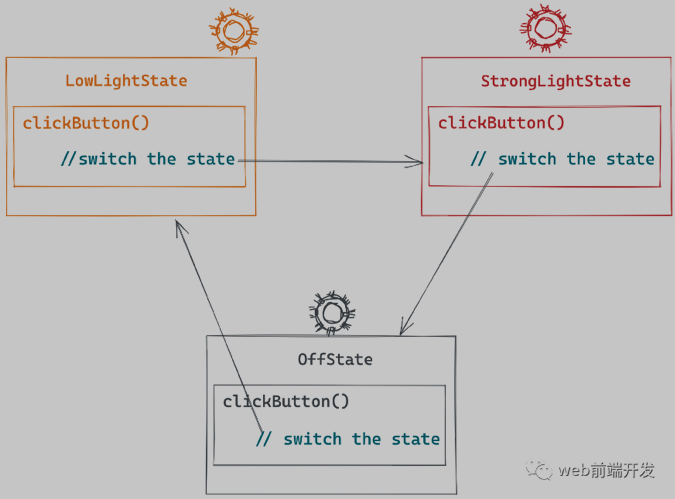 LowLightState
clickButton()
//switch the state
StrongLightState
clickButton()
// switch the state
OffState
clickButton()
// switch the state
web前端开发